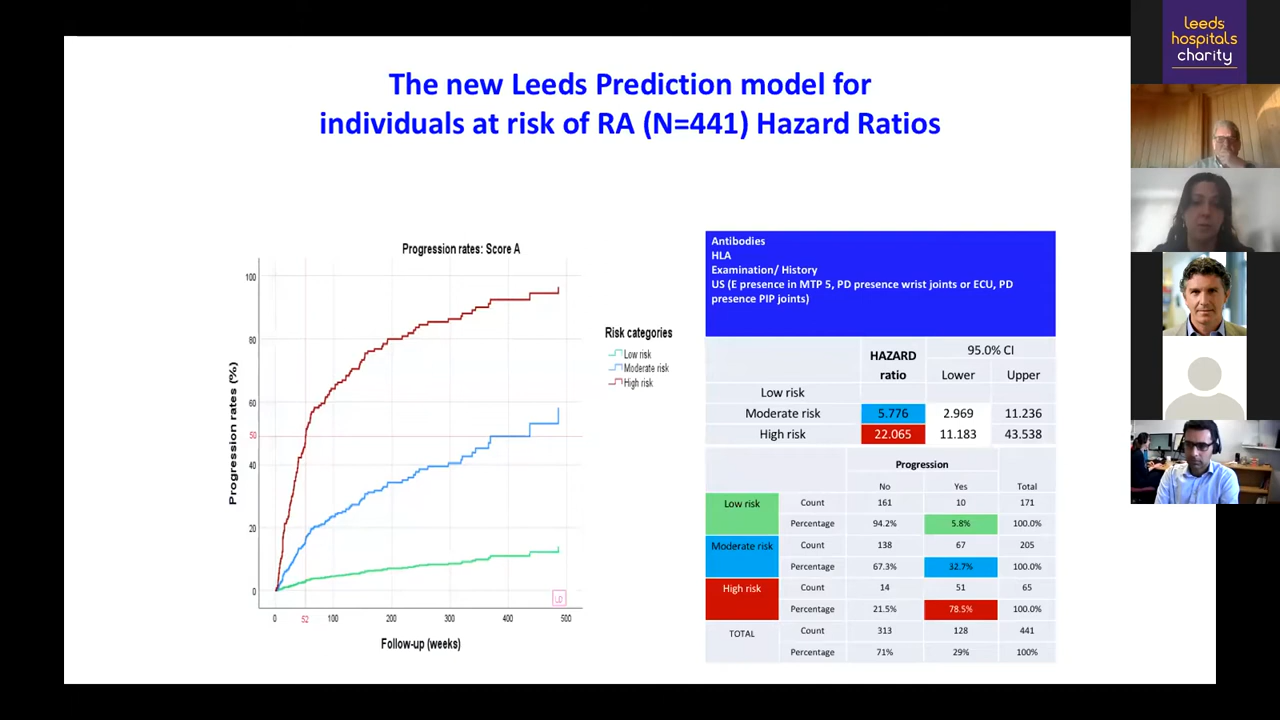 The new Leeds Prediction model for
individuals at risk of RA (N=441) Hazard Ratios
leeds
hospitals
charity
Progression rates: Score A
Progression rates (%)
100
80
60
50
40
20
0
0
52
100
200
300
400
500
Follow-up (weeks)
Risk categories
Low risk
Moderate risk
High risk
Antibodies
HLA
Examination/ History
US (E presence in MTP 5, PD presence wrist joints or ECU, PD
presence PIP joints)
HAZARD ratio 95.0% CI
Lower Upper
Low risk
Moderate risk 5.776 2.969 11.236
High risk 22.065 11.183 43.538
Progression
No Yes Total
Low risk Count 161 10 171
Percentage 94.2% 5.8% 100.0%
Moderate risk Count 138 67 205
Percentage 67.3% 32.7% 100.0%
High risk Count 14 51 65
Percentage 21.5% 78.5% 100.0%
TOTAL Count 313 128 441
Percentage 71% 29% 100%